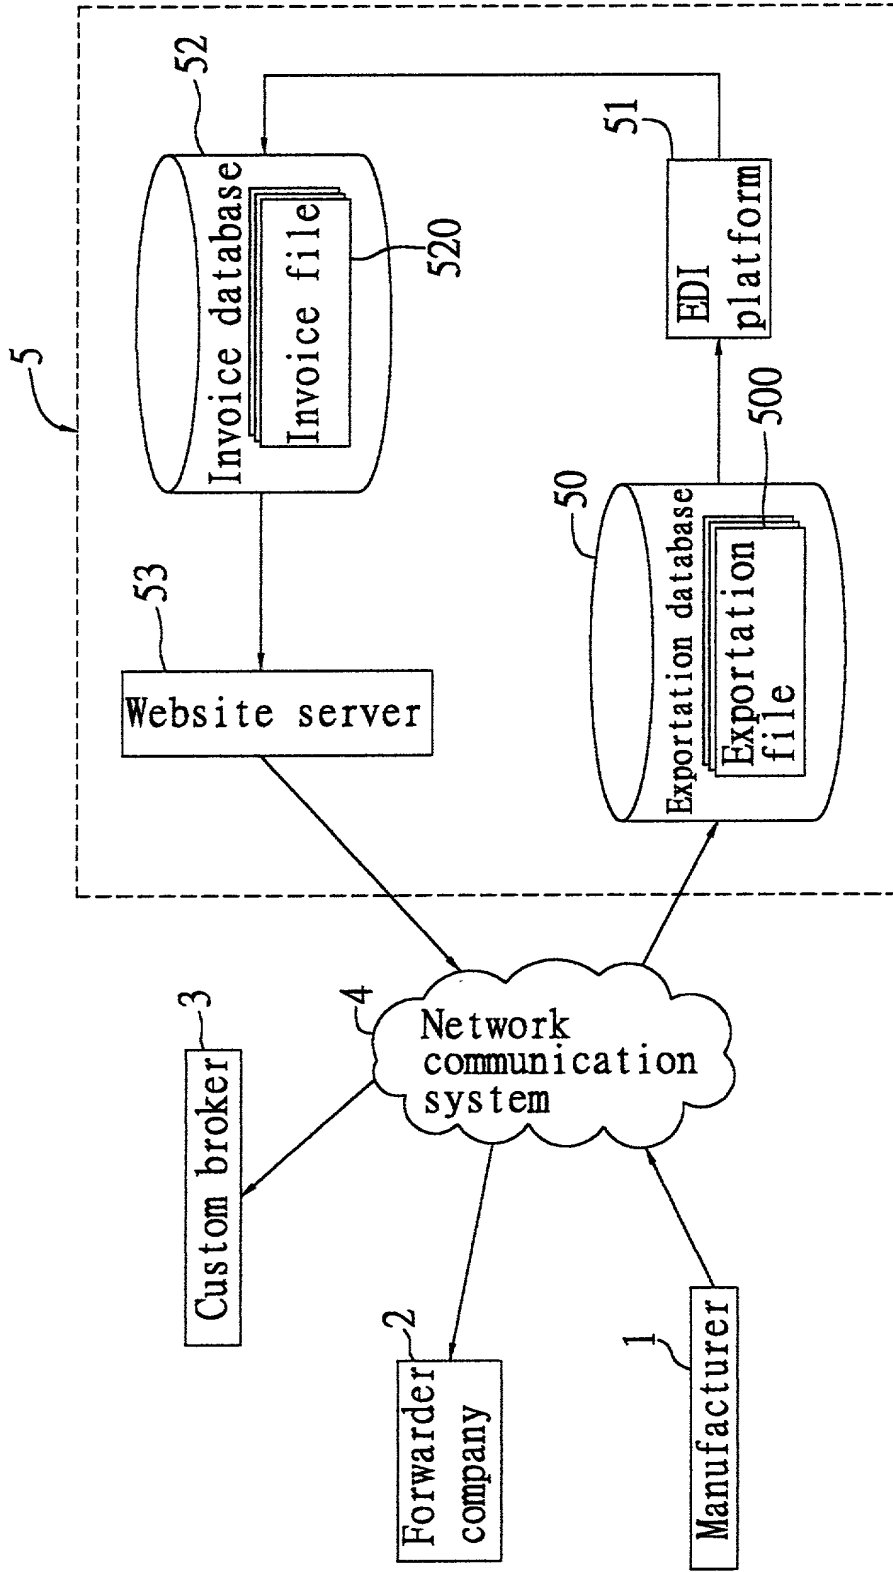 5
Custom broker
3
Website server
53
Invoice database
52
Invoice file
520
Forwarder
company
2
Network
communication
system
4
Manufacturer
1
Exportation database
50
Exportation
file
500
EDI
platform
51